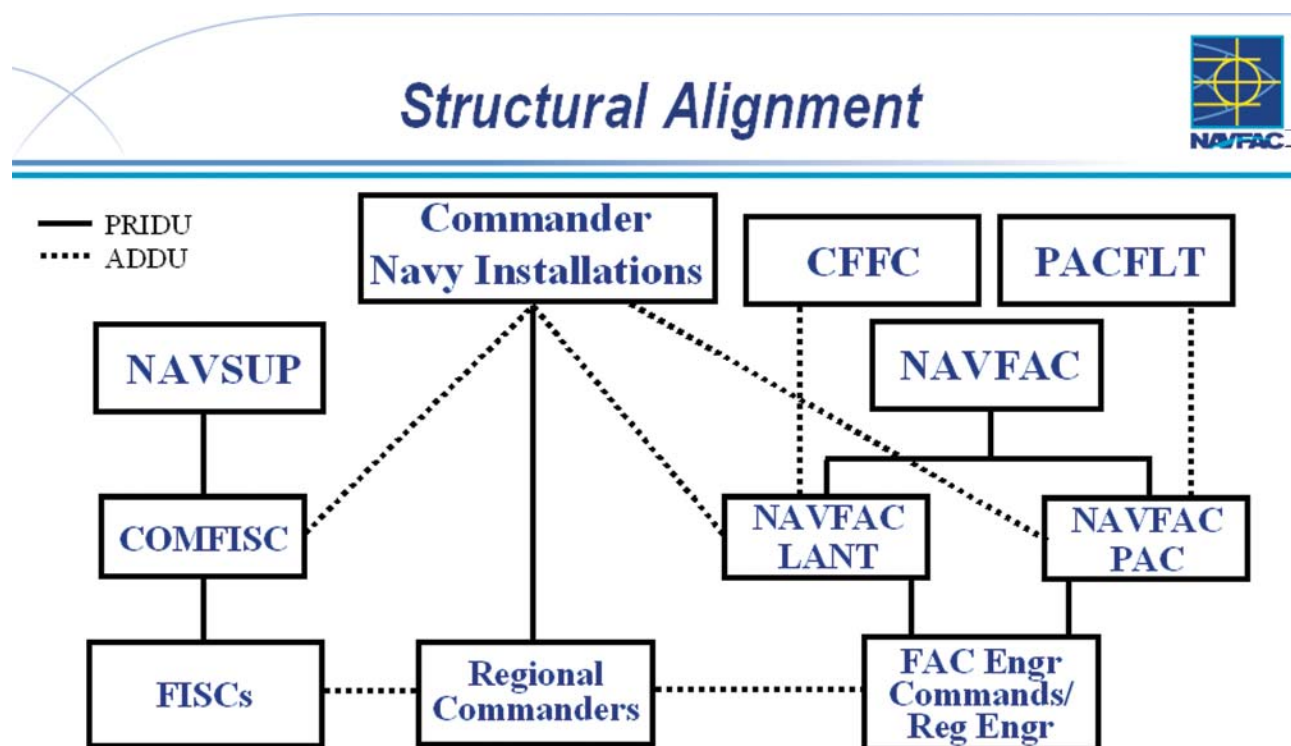 Structural Alignment
NAVFAC
PRIDU
ADDU
Commander
Navy Installations
CFFC
PACFLT
NAVSUP
NAVFAC
COMFISC
NAVFAC
LANT
NAVFAC
PAC
FISCs
Regional
Commanders
FAC Engr
Commands/
Reg Engr